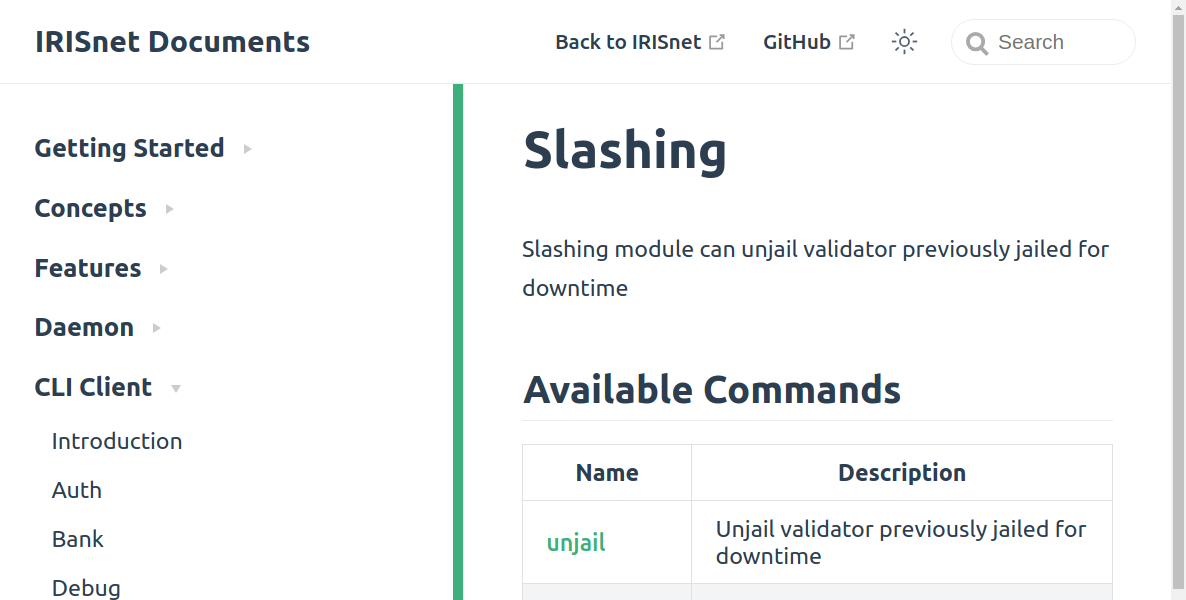 IRISnet Documents
Back to IRISnet
GitHub
Search
Getting Started
Concepts
Features
Daemon
CLI Client
Introduction
Auth
Bank
Debug
Slashing
Slashing module can unjail validator previously jailed for
downtime
Available Commands
Name Description
unjail Unjail validator previously jailed for
downtime